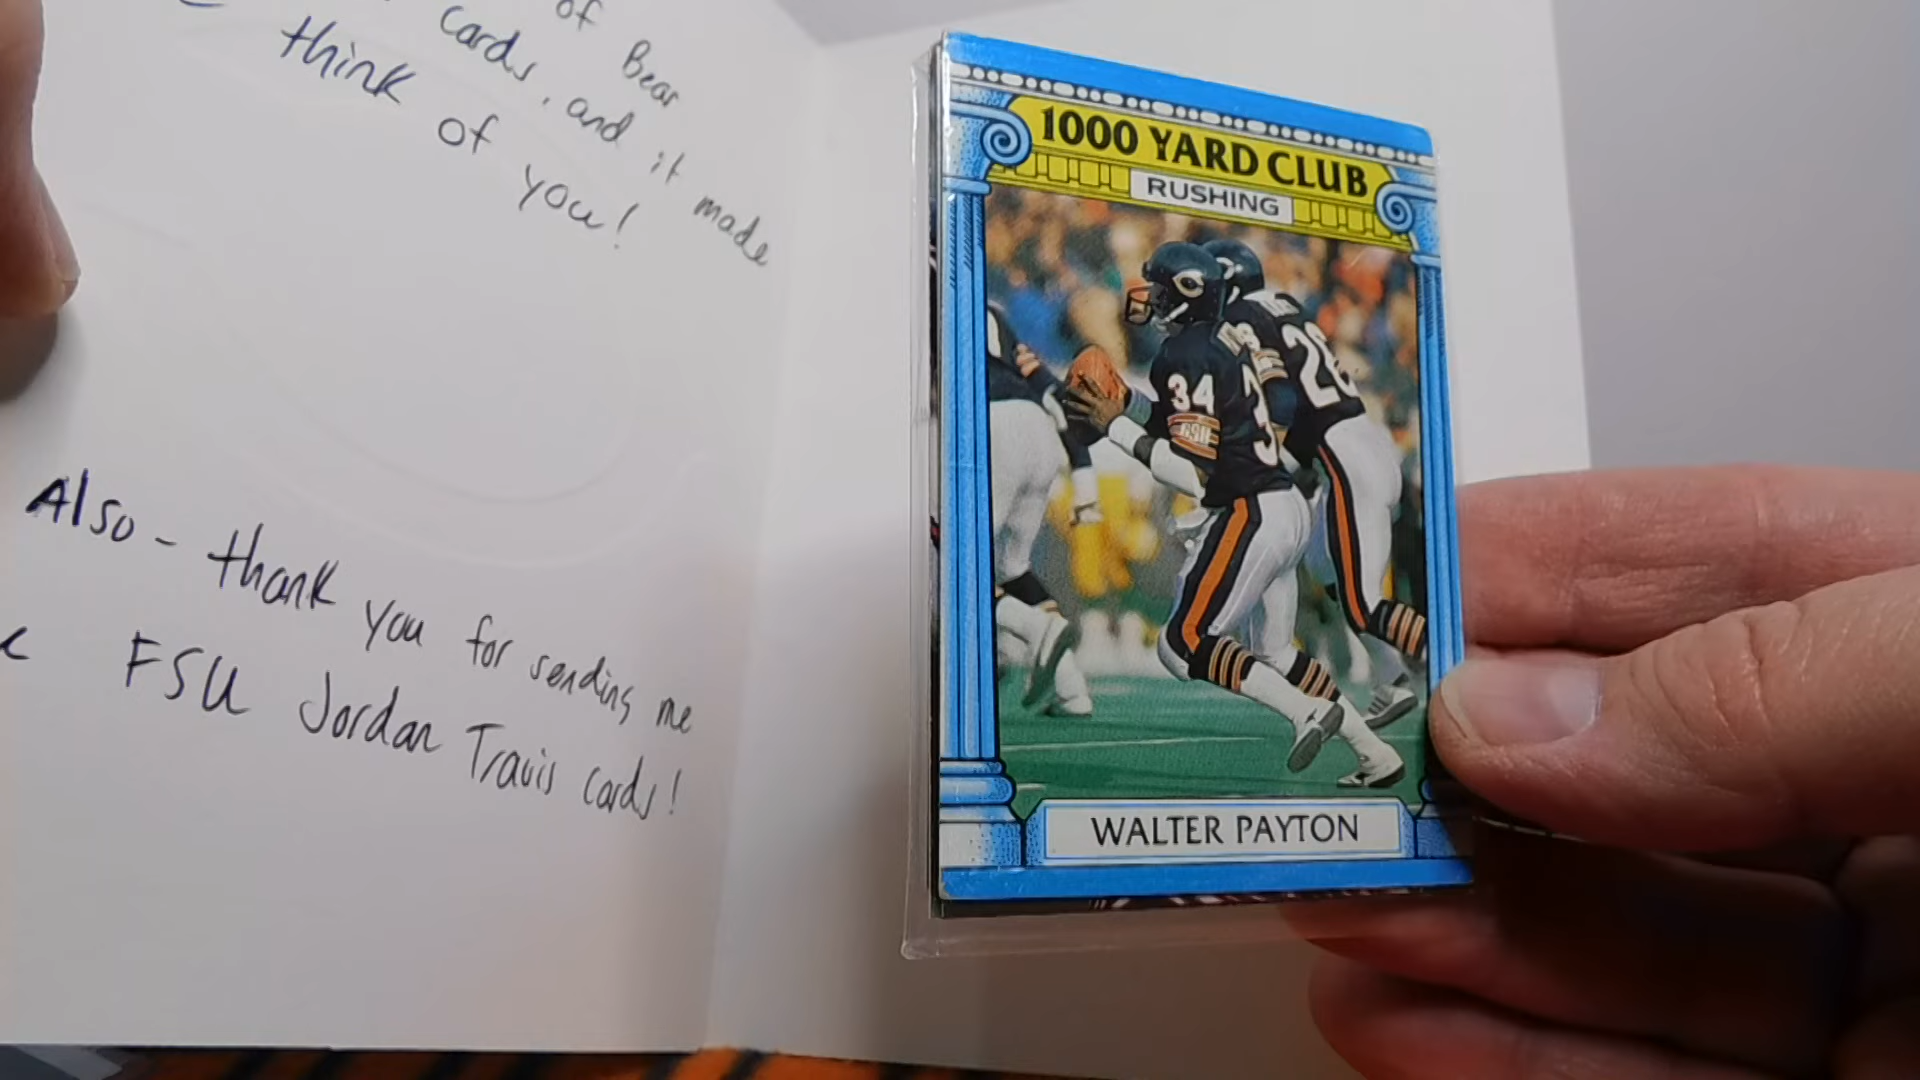 of Bear
cards, and it made
think of you!
Also - thank you for sending me
FSU Jordan Travis cards!
1000 YARD CLUB
RUSHING
34
28
WALTER PAYTON